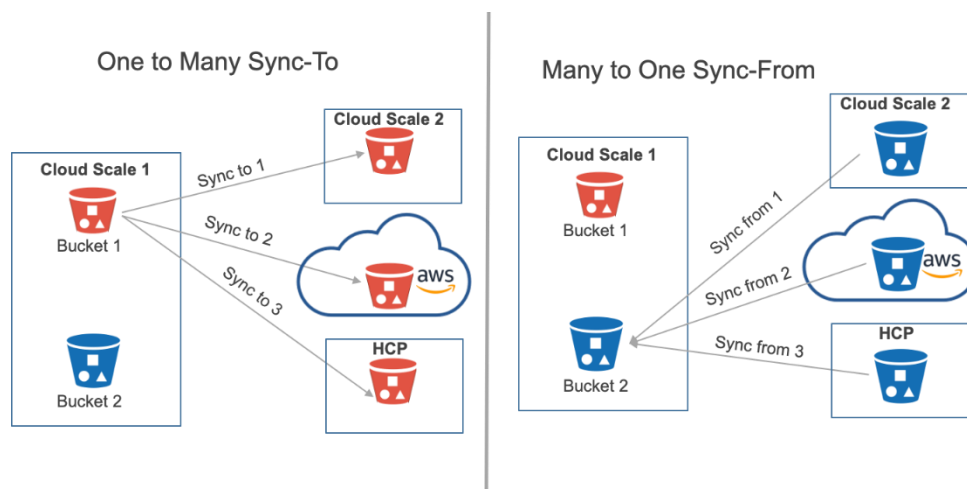 One to Many Sync-To
Cloud Scale 1
Bucket 1
Bucket 2
Sync to 1
Sync to 2
Sync to 3
Cloud Scale 2
aws
HCP
Many to One Sync-From
Cloud Scale 1
Bucket 1
Bucket 2
Sync from 1
Sync from 2
Sync from 3
Cloud Scale 2
aws
HCP